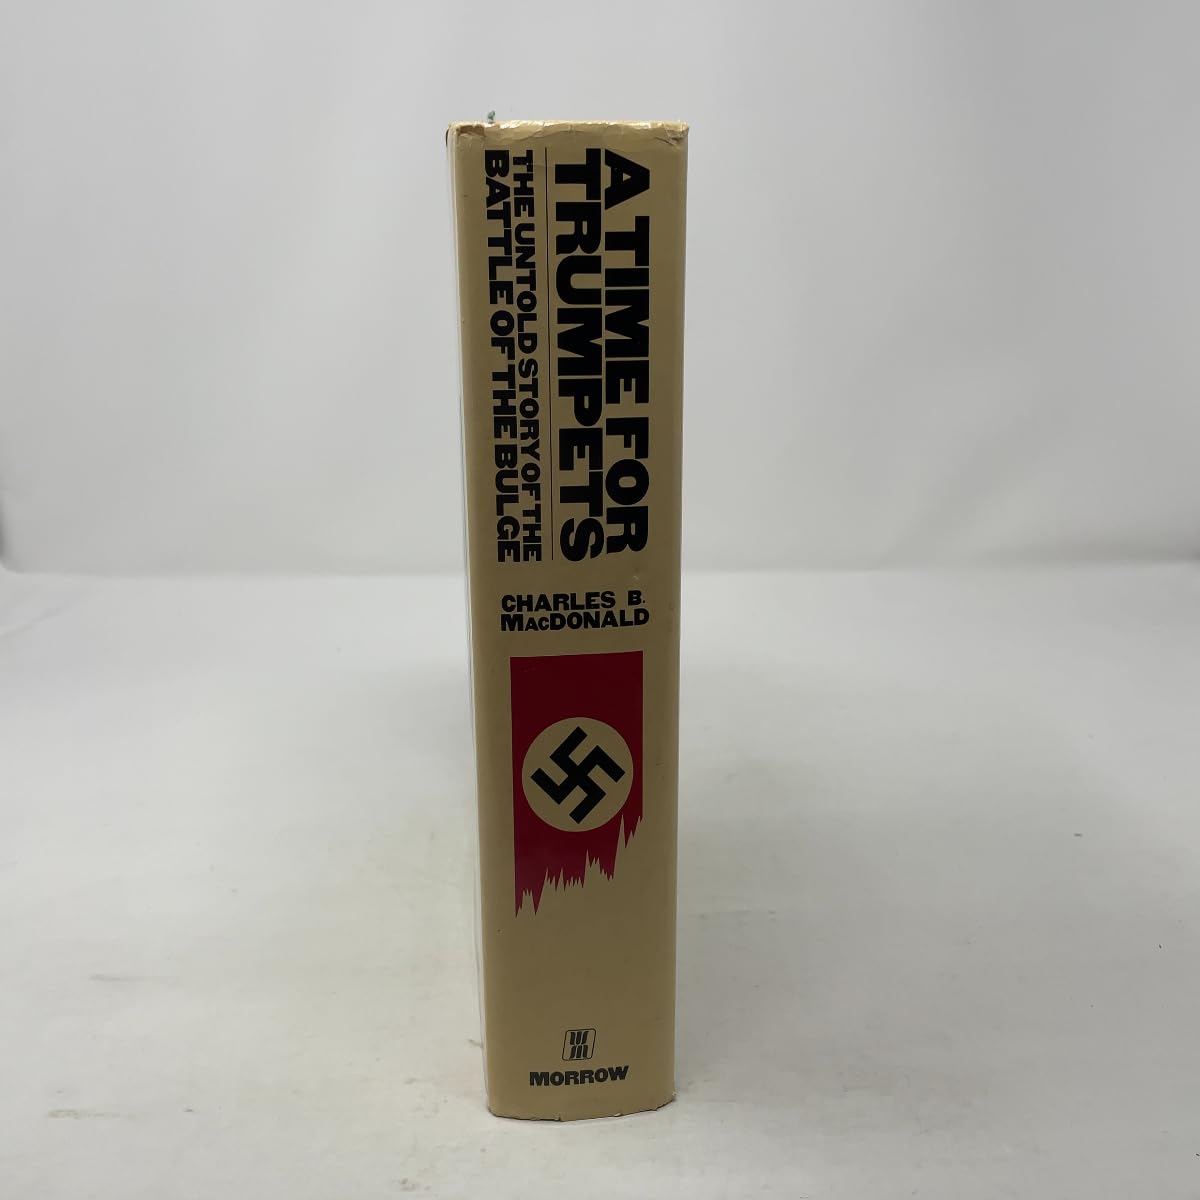 A TIME FOR
TRUMPETS
THE UNTOLD STORY OF THE
BATTLE OF THE BULGE
CHARLES B.
MACDONALD
MORROW